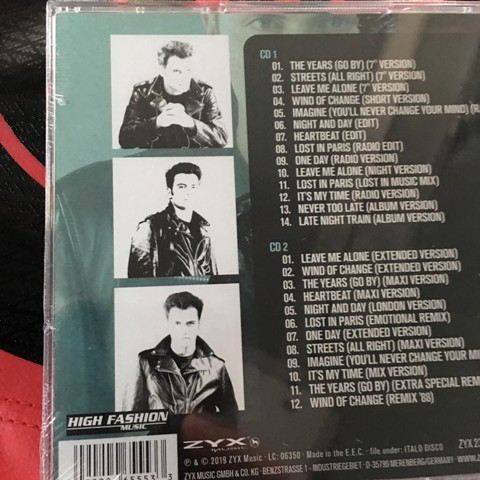 CD 1
01. THE YEARS (GO BY) (7" VERSION)
02. STREETS (ALL RIGHT) (7" VERSION)
03. LEAVE ME ALONE (7" VERSION)
04. WIND OF CHANGE (SHORT VERSION)
05. IMAGINE (YOU'LL NEVER CHANGE YOUR MIND) (RA
06. NIGHT AND DAY (EDIT)
07. HEARTBEAT (EDIT)
08. LOST IN PARIS (RADIO EDIT)
09. ONE DAY (RADIO VERSION)
10. LEAVE ME ALONE (NIGHT VERSION)
11. LOST IN PARIS (LOST IN MUSIC MIX)
12. IT'S MY TIME (RADIO VERSION)
13. NEVER TOO LATE (ALBUM VERSION)
14. LATE NIGHT TRAIN (ALBUM VERSION)
CD 2
01. LEAVE ME ALONE (EXTENDED VERSION)
02. WIND OF CHANGE (EXTENDED VERSION)
03. THE YEARS (GO BY) (MAXI VERSION)
04. HEARTBEAT (MAXI VERSION)
05. NIGHT AND DAY (LONDON VERSION)
06. LOST IN PARIS (EMOTIONAL REMIX)
07. ONE DAY (EXTENDED VERSION)
08. STREETS (ALL RIGHT) (MAXI VERSION)
09. IMAGINE (YOU'LL NEVER CHANGE YOUR MI
10. IT'S MY TIME (MIX VERSION)
11. THE YEARS (GO BY) (EXTRA SPECIAL REM
12. WIND OF CHANGE (REMIX '88)
HIGH FASHION
MUSIC
ZYX
MUSIC
ZYX 23
℗ & © 2019 ZYX Music · LC: 06350 · Made in the E.E.C. · file under: ITALO DISCO
ZYX MUSIC GMBH & CO. KG · BENZSTRASSE 1 · INDUSTRIEGEBIET · D-35799 MERENBERG/GERMANY · WWW.Z